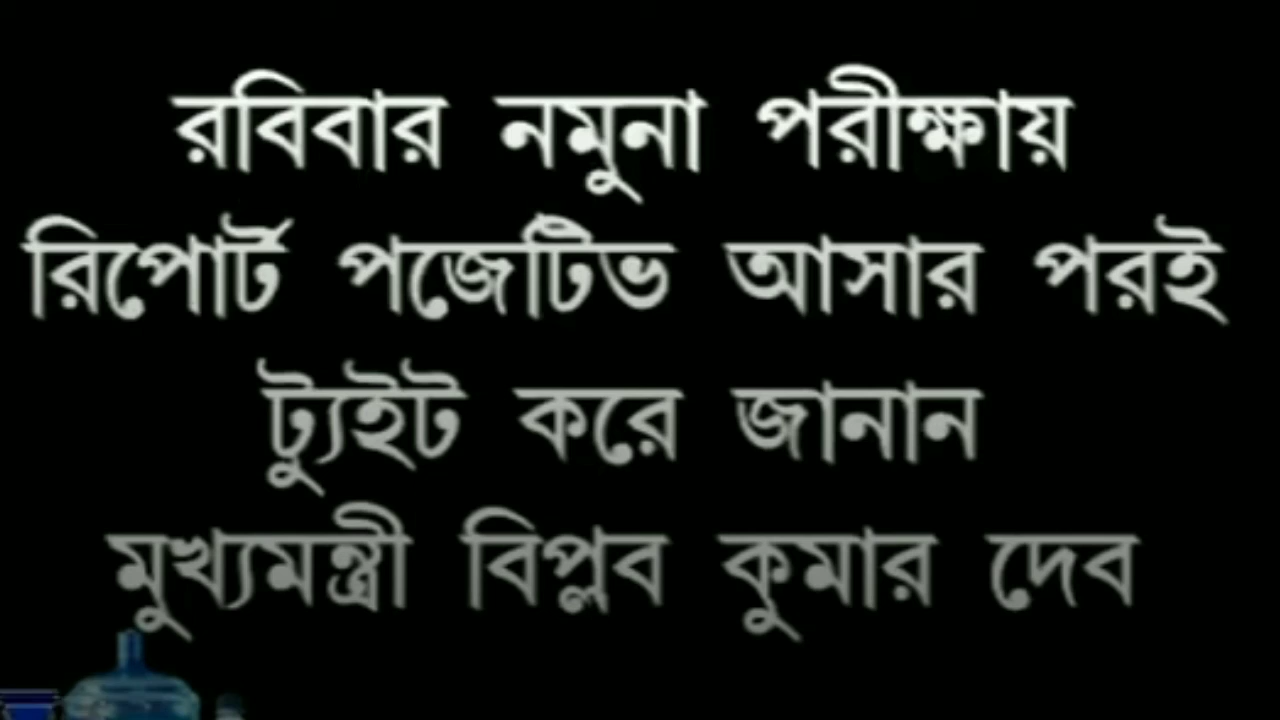 রবিবার নমুনা পরীক্ষায়
রিপোর্ট পজেটিভ আসার পরই
ট্যুইট করে জানান
মুখ্যমন্ত্রী বিপ্লব কুমার দেব